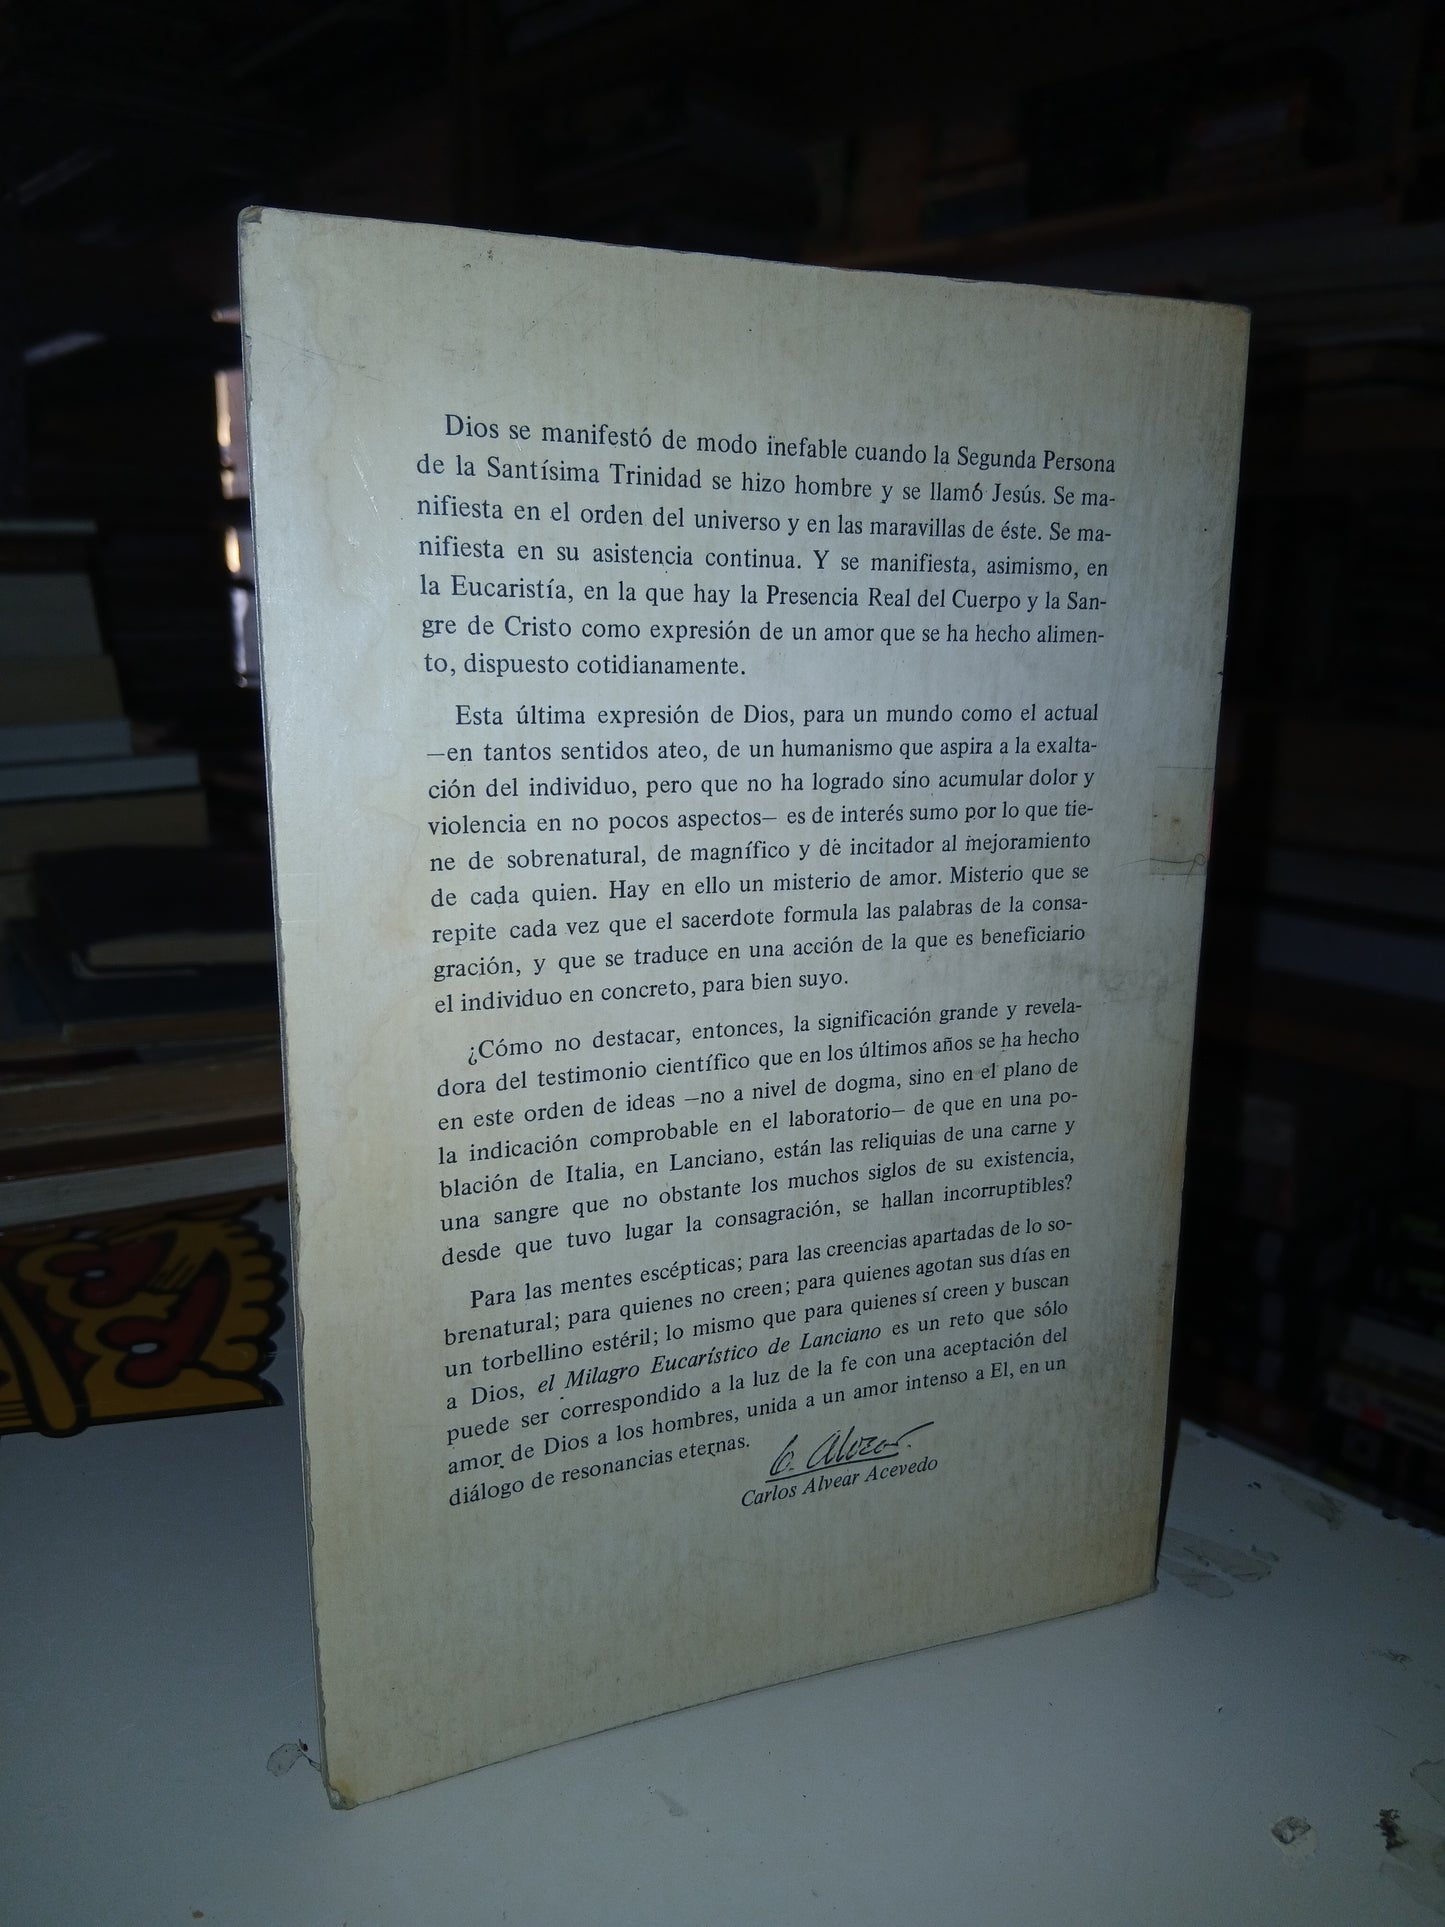 Dios se manifestó de modo inefable cuando la Segunda Persona
de la Santísima Trinidad se hizo hombre y se llamó Jesús. Se ma-
nifiesta en el orden del universo y en las maravillas de éste. Se ma-
nifiesta en su asistencia continua. Y se manifiesta, asimismo, en
la Eucaristía, en la que hay la Presencia Real del Cuerpo y la San-
gre de Cristo como expresión de un amor que se ha hecho alimen-
to, dispuesto cotidianamente.
Esta última expresión de Dios, para un mundo como el actual
—en tantos sentidos ateo, de un humanismo que aspira a la exalta-
ción del individuo, pero que no ha logrado sino acumular dolor y
violencia en no pocos aspectos— es de interés sumo por lo que tie-
ne de sobrenatural, de magnífico y de incitador al mejoramiento
de cada quien. Hay en ello un misterio de amor. Misterio que se
repite cada vez que el sacerdote formula las palabras de la consa-
gración, y que se traduce en una acción de la que es beneficiario
el individuo en concreto, para bien suyo.
¿Cómo no destacar, entonces, la significación grande y revela-
dora del testimonio científico que en los últimos años se ha hecho
en este orden de ideas —no a nivel de dogma, sino en el plano de
la indicación comprobable en el laboratorio— de que en una po-
blación de Italia, en Lanciano, están las reliquias de una carne y
una sangre que no obstante los muchos siglos de su existencia,
desde que tuvo lugar la consagración, se hallan incorruptibles?
Para las mentes escépticas; para las creencias apartadas de lo so-
brenatural; para quienes no creen; para quienes agotan sus días en
un torbellino estéril; lo mismo que para quienes sí creen y buscan
a Dios, el Milagro Eucarístico de Lanciano es un reto que sólo
puede ser correspondido a la luz de la fe con una aceptación del
amor de Dios a los hombres, unida a un amor intenso a El, en un
diálogo de resonancias eternas.
C. Alvear
Carlos Alvear Acevedo